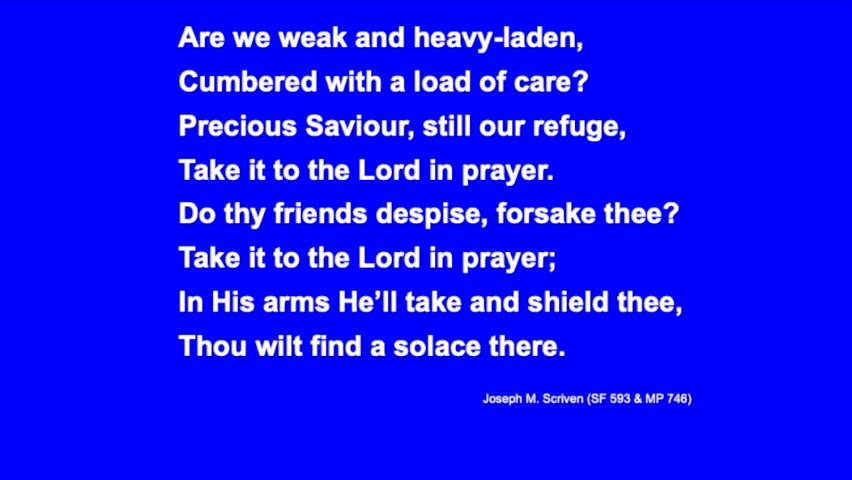 Are we weak and heavy-laden,
Cumbered with a load of care?
Precious Saviour, still our refuge,
Take it to the Lord in prayer.
Do thy friends despise, forsake thee?
Take it to the Lord in prayer;
In His arms He’ll take and shield thee,
Thou wilt find a solace there.
Joseph M. Scriven (SF 593 & MP 746)